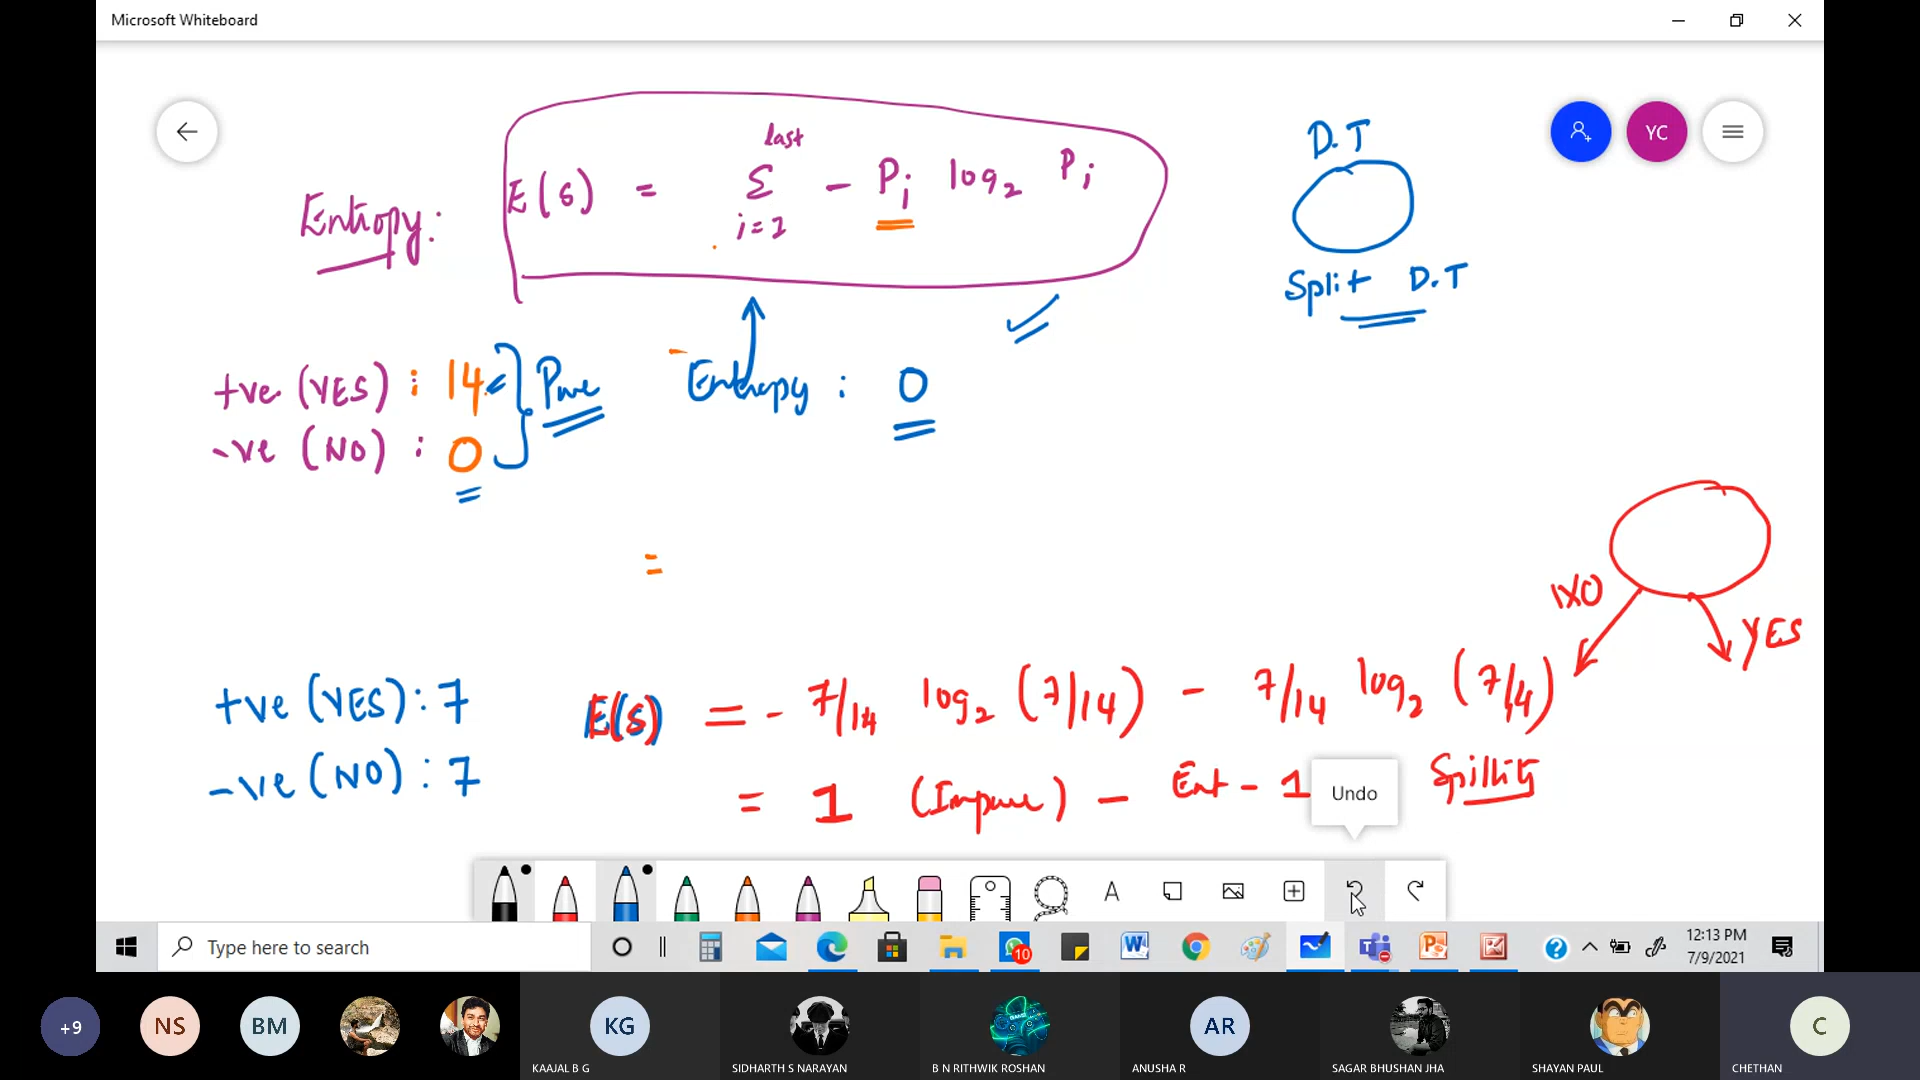 Microsoft Whiteboard
YC
D.T
Split D.T
Entropy:
last
E(S) = Σ - Pi log2 Pi
i=1
+ve (YES) : 14
-ve (NO) : 0
Pure
Entropy : 0
=
NO
YES
+ve (YES) : 7
-ve (NO) : 7
E(S) = - 7/14 log2 (7/14) - 7/14 log2 (7/14)
= 1 (Impure) - Ent - 1
Undo
A
Type here to search
10
12:13 PM
7/9/2021
+9
NS
BM
KG
AR
C
KAAJAL B G
SIDHARTH S NARAYAN
B N RITHWIK ROSHAN
ANUSHA R
SAGAR BHUSHAN JHA
SHAYAN PAUL
CHETHAN